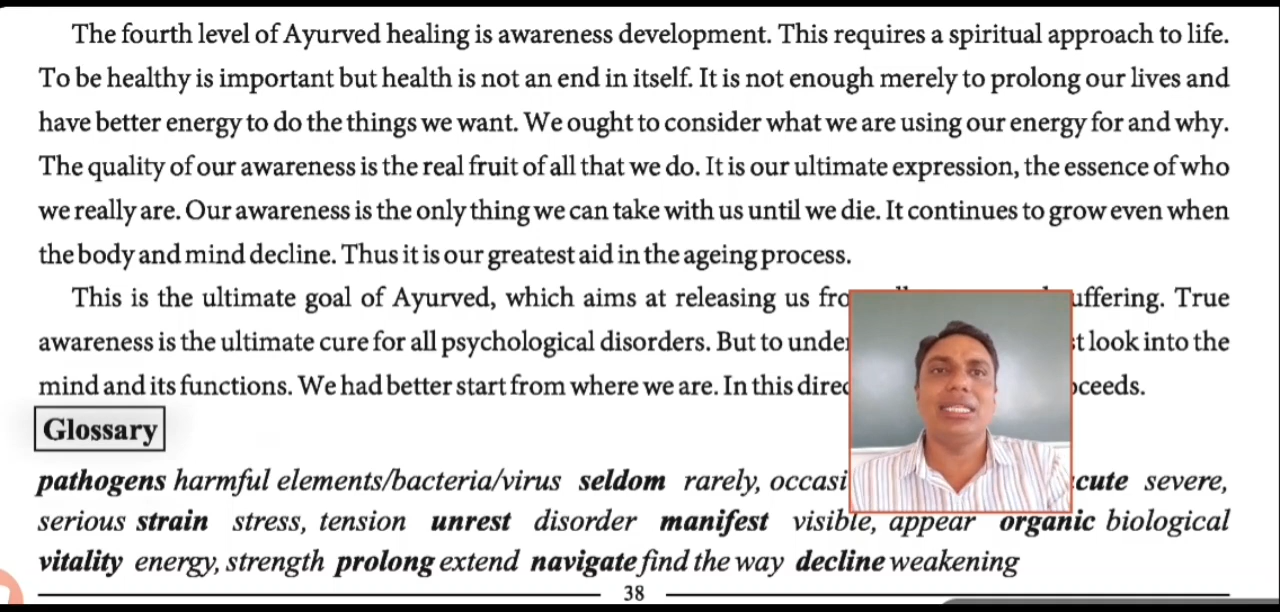 The fourth level of Ayurved healing is awareness development. This requires a spiritual approach to life.
To be healthy is important but health is not an end in itself. It is not enough merely to prolong our lives and
have better energy to do the things we want. We ought to consider what we are using our energy for and why.
The quality of our awareness is the real fruit of all that we do. It is our ultimate expression, the essence of who
we really are. Our awareness is the only thing we can take with us until we die. It continues to grow even when
the body and mind decline. Thus it is our greatest aid in the ageing process.
This is the ultimate goal of Ayurved, which aims at releasing us True
awareness is the ultimate cure for all psychological disorders. But to look into the
mind and its functions. We had better start from where we are. In this
Glossary
pathogens harmful elements/bacteria/virus seldom rarely, severe,
serious strain stress, tension unrest disorder manifest visible, appear organic biological
vitality energy, strength prolong extend navigate find the way decline weakening
38